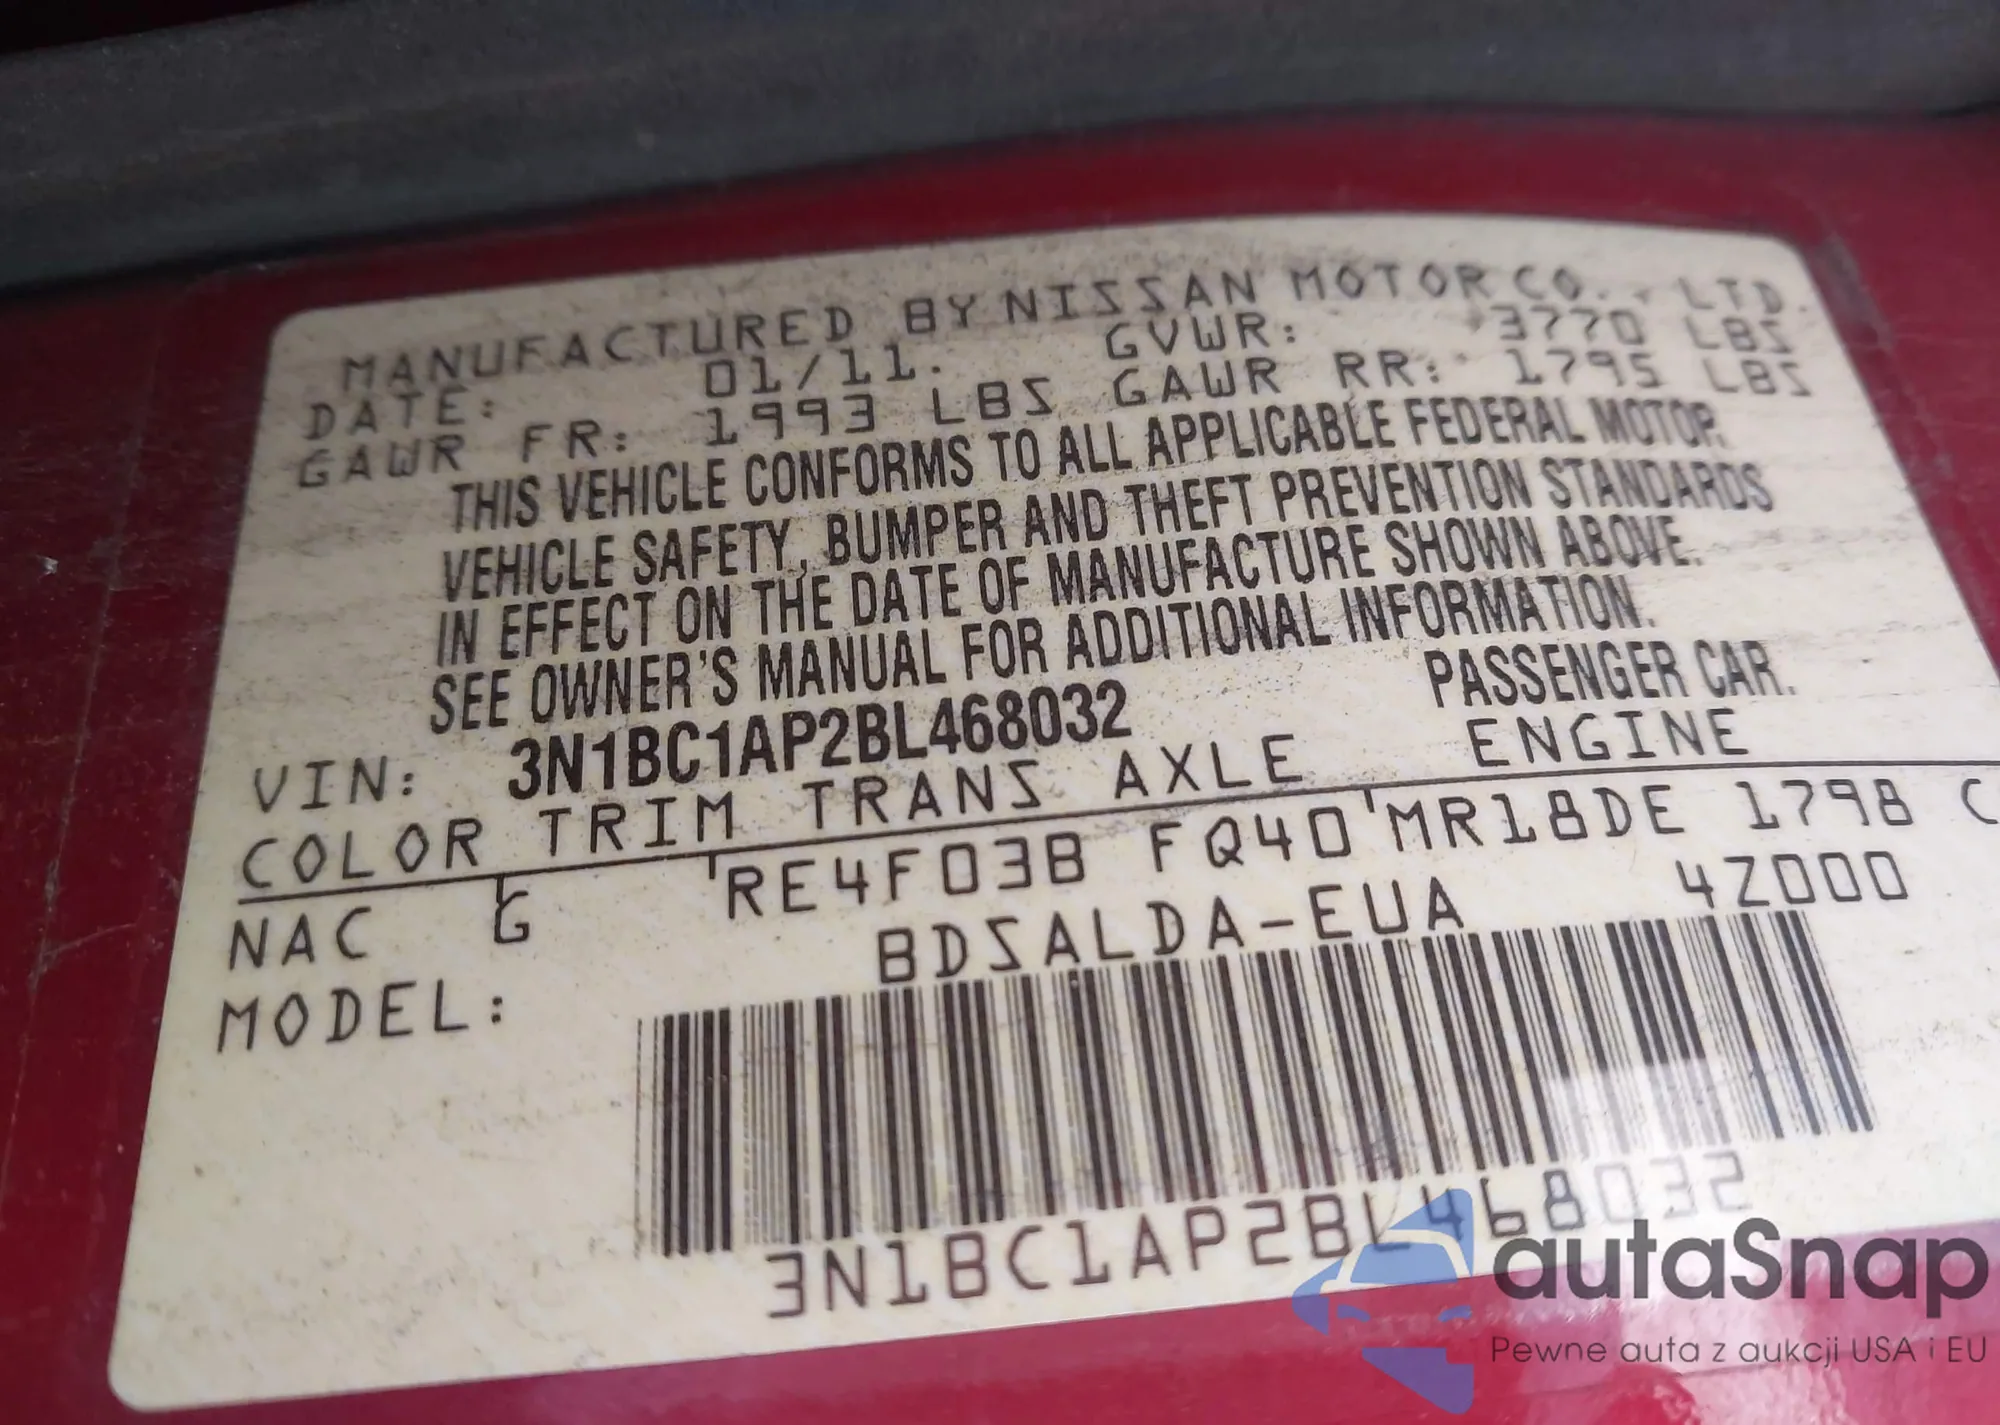 MANUFACTURED BY NISSAN MOTOR CO., LTD.
DATE: 01/11. GVWR: 3770 LBS
GAWR FR: 1993 LBS GAWR RR: 1795 LBS
THIS VEHICLE CONFORMS TO ALL APPLICABLE FEDERAL MOTOR
VEHICLE SAFETY, BUMPER AND THEFT PREVENTION STANDARDS
IN EFFECT ON THE DATE OF MANUFACTURE SHOWN ABOVE.
SEE OWNER'S MANUAL FOR ADDITIONAL INFORMATION.
VIN: 3N1BC1AP2BL468032 PASSENGER CAR.
COLOR TRIM TRANS AXLE ENGINE
NAC G RE4F03B FQ40 MR18DE 1798 C
MODEL: BDSALDA-EUA 4Z000
3N1BC1AP2BL468032
autaSnap
Pewne auta z aukcji USA i EU